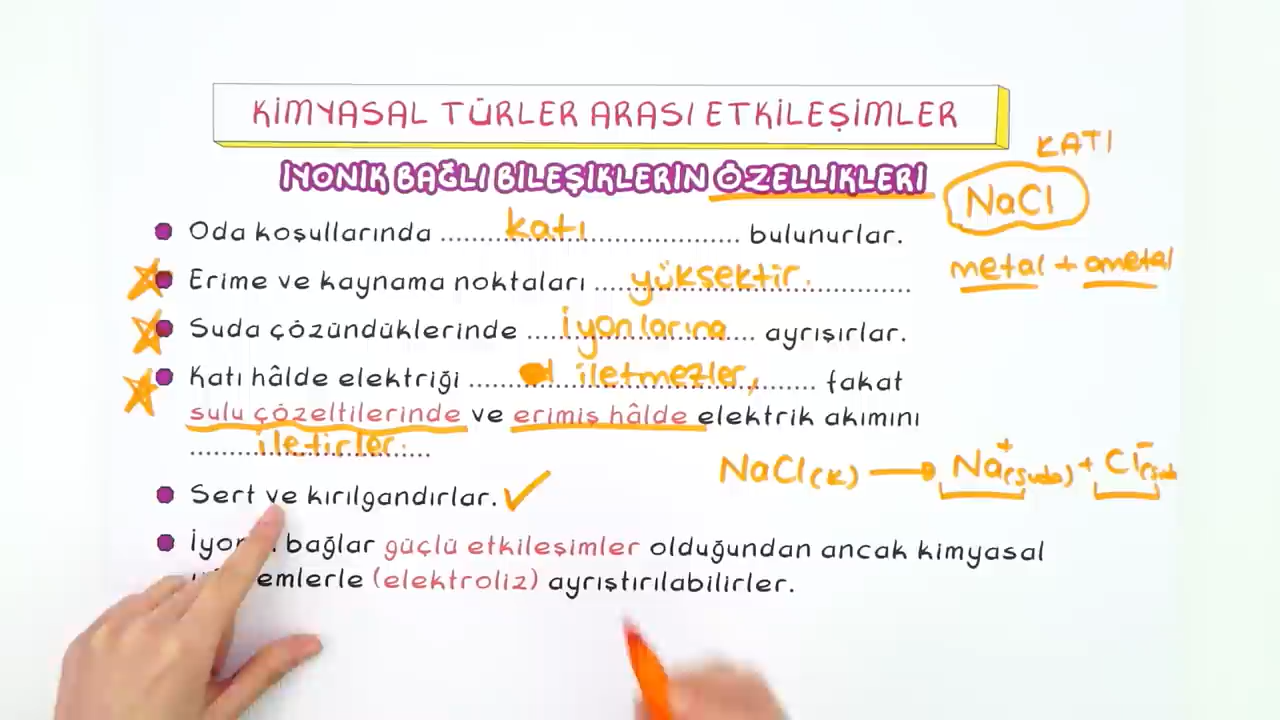 KİMYASAL TÜRLER ARASI ETKİLEŞİMLER
KATI
İYONİK BAĞLI BİLEŞİKLERİN ÖZELLİKLERİ
NaCl
Oda koşullarında ..... katı ..... bulunurlar.
metal + ametal
Erime ve kaynama noktaları ..... yüksektir. .....
Suda çözündüklerinde ..... İyonlarına ..... ayrışırlar.
Katı hâlde elektriği ..... iletmezler, ..... fakat
sulu çözeltilerinde ve erimiş hâlde elektrik akımını
..... iletirler. .....
NaCl(k) → Na⁺(suda) + Cl⁻
Sert ve kırılgandırlar. ✓
bağlar güçlü etkileşimler olduğundan ancak kimyasal
(elektroliz) ayrıştırılabilirler.